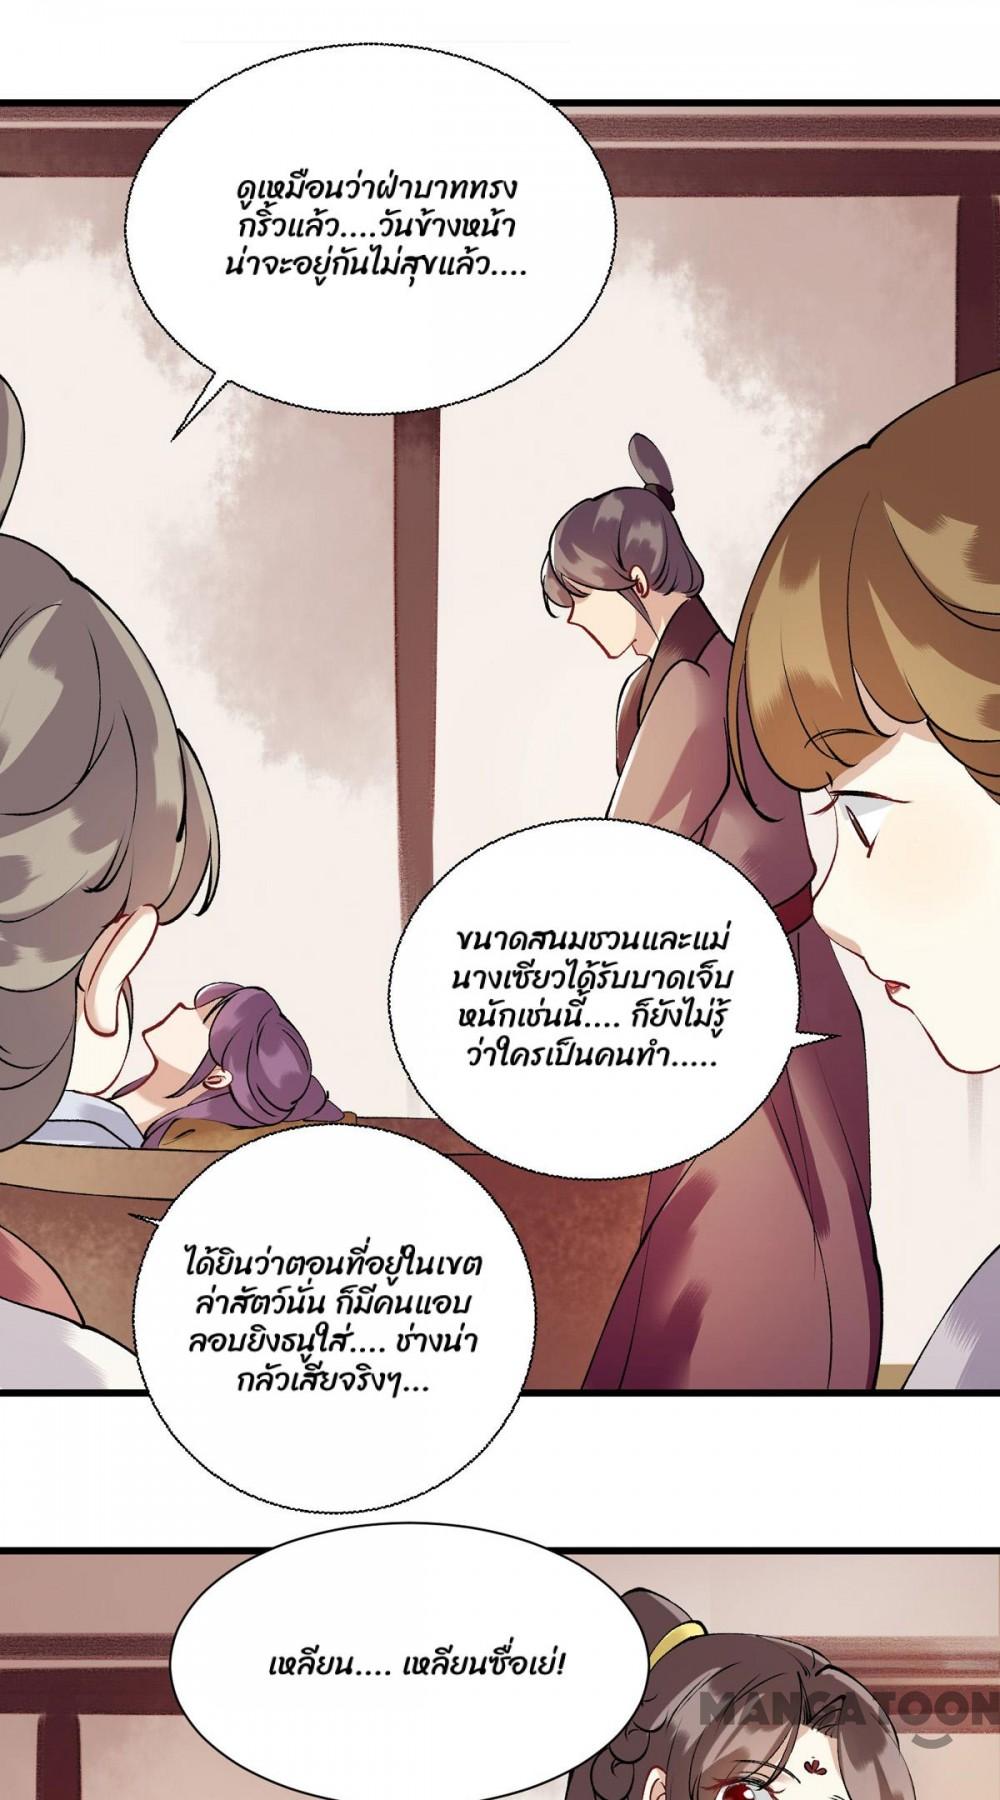 ดูเหมือนว่าฝ่าบาททรง
กริ้วแล้ว....วันข้างหน้า
น่าจะอยู่กันไม่สุขแล้ว....
ขนาดสนมชวนและแม่
นางเซียวได้รับบาดเจ็บ
หนักเช่นนี้.... ก็ยังไม่รู้
ว่าใครเป็นคนทำ.....
ได้ยินว่าตอนที่อยู่ในเขต
ล่าสัตว์นั่น ก็มีคนแอบ
ลอบยิงธนูใส่.... ช่างน่า
กลัวเสียจริงๆ...
เหลียน.... เหลียนซื่อเย่!
MANGATOON